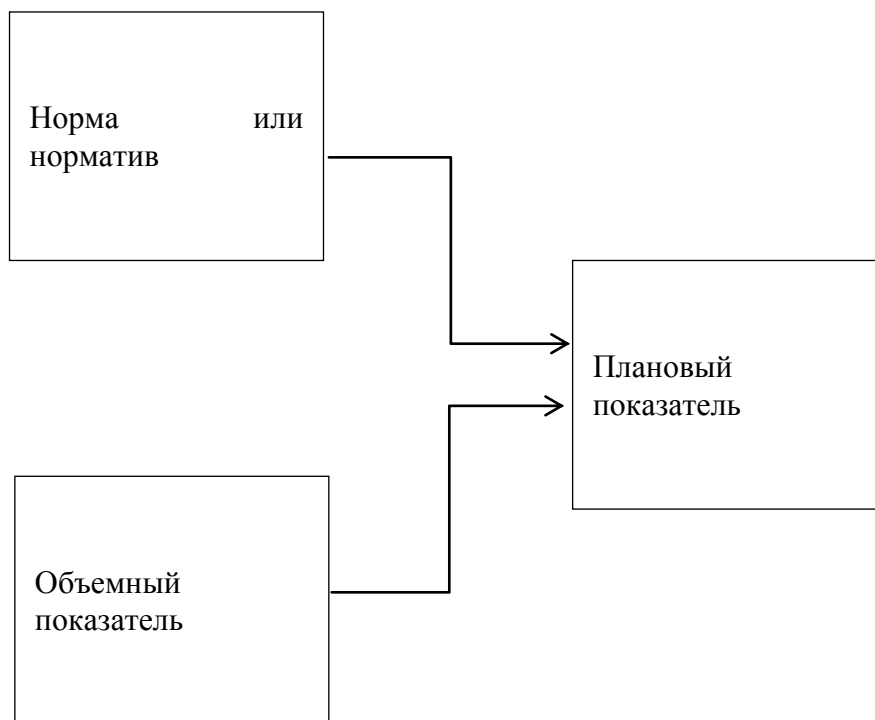 Норма или
норматив
Плановый
показатель
Объемный
показатель